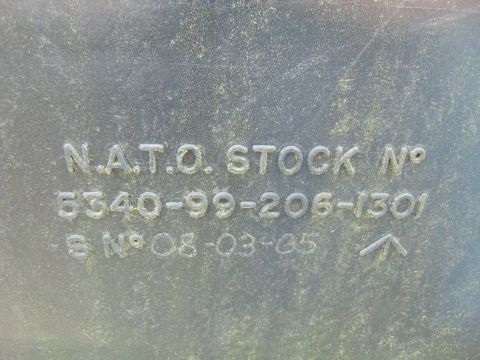 N.A.T.O. STOCK Nº
5340-99-206-1301
S Nº 08-03-05